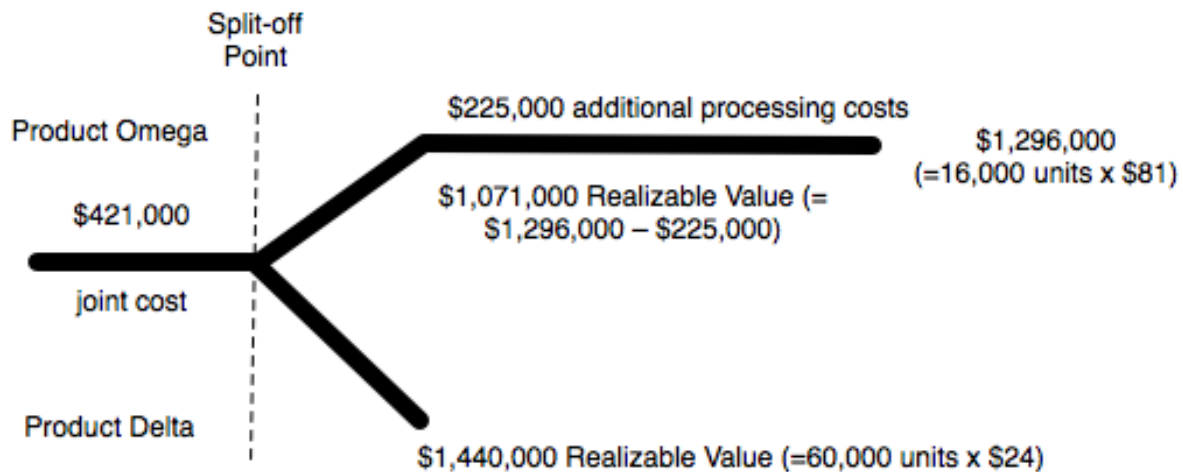 Split-off
Point
$225,000 additional processing costs
Product Omega
$1,296,000
(=16,000 units x $81)
$421,000
$1,071,000 Realizable Value (=
$1,296,000 – $225,000)
joint cost
Product Delta
$1,440,000 Realizable Value (=60,000 units x $24)